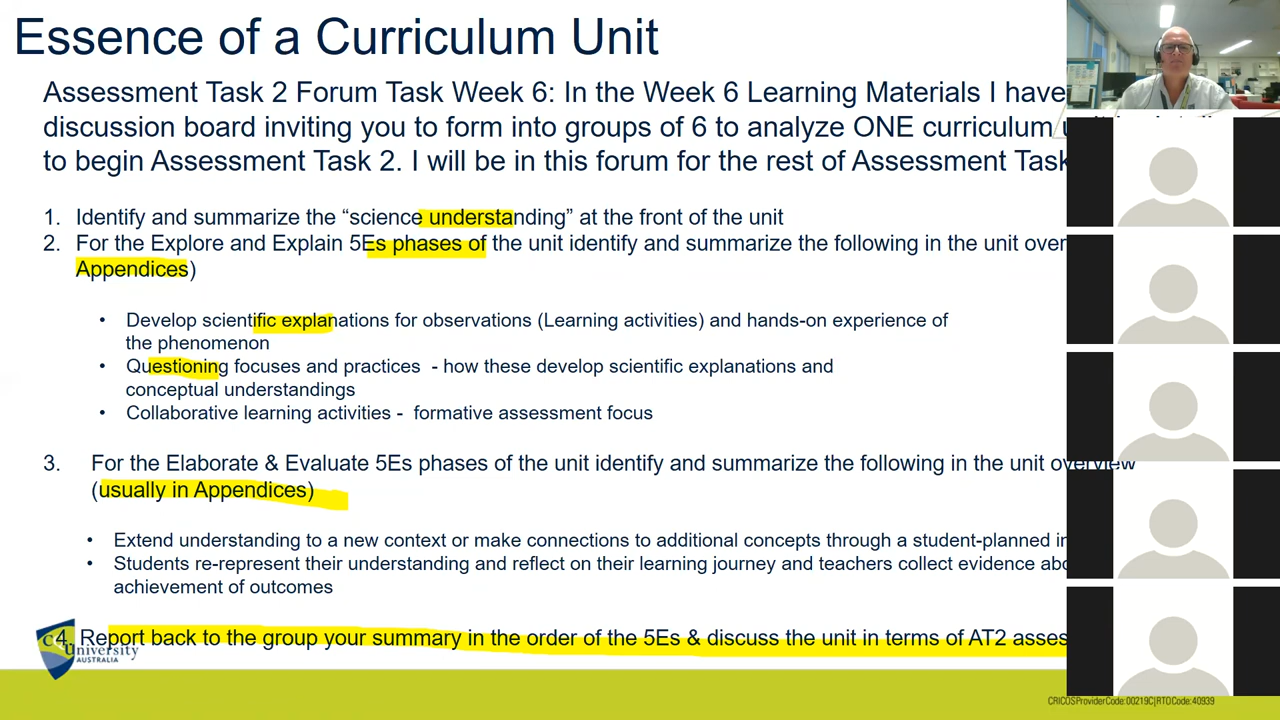 Essence of a Curriculum Unit
Assessment Task 2 Forum Task Week 6: In the Week 6 Learning Materials I have
discussion board inviting you to form into groups of 6 to analyze ONE curriculum
to begin Assessment Task 2. I will be in this forum for the rest of Assessment Task
1. Identify and summarize the “science understanding” at the front of the unit
2. For the Explore and Explain 5Es phases of the unit identify and summarize the following in the unit over
Appendices)
• Develop scientific explanations for observations (Learning activities) and hands-on experience of
the phenomenon
• Questioning focuses and practices - how these develop scientific explanations and
conceptual understandings
• Collaborative learning activities - formative assessment focus
3. For the Elaborate & Evaluate 5Es phases of the unit identify and summarize the following in the unit overview
(usually in Appendices)
• Extend understanding to a new context or make connections to additional concepts through a student-planned
• Students re-represent their understanding and reflect on their learning journey and teachers collect evidence
achievement of outcomes
4. Report back to the group your summary in the order of the 5Es & discuss the unit in terms of AT2 asses
CQUniversity
AUSTRALIA
CRICOS Provider Code: 00219C | RTO Code: 40939